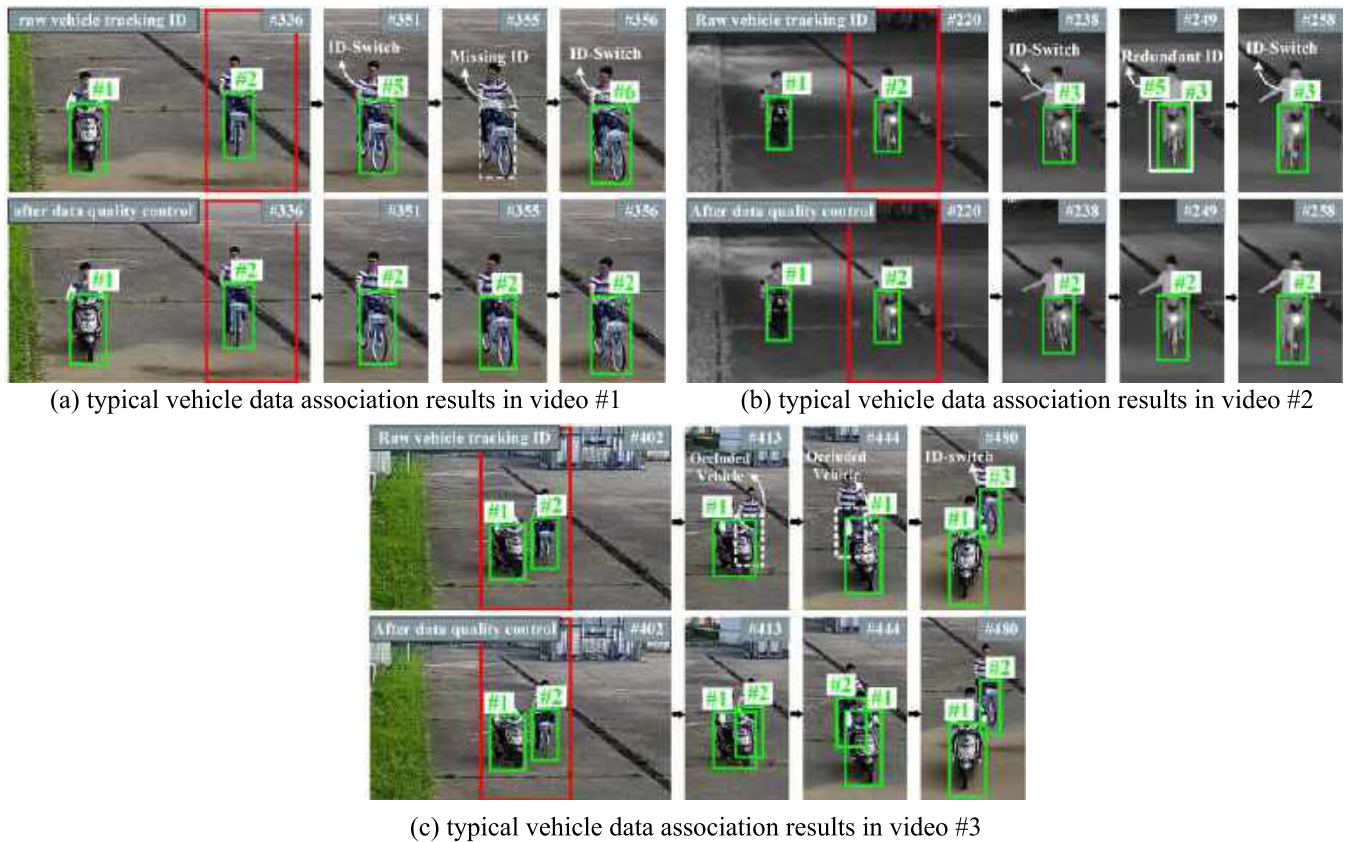 raw vehicle tracking ID #336 #351 #355 #356
ID-Switch Missing ID ID-Switch
#1 #2 #5 #6
after data quality control #336 #351 #355 #356
#1 #2 #2 #2 #2
(a) typical vehicle data association results in video #1
Raw vehicle tracking ID #220 #238 #249 #258
ID-Switch Redundant ID ID-Switch
#1 #2 #3 #5 #3 #3
After data quality control #220 #238 #249 #258
#1 #2 #2 #2 #2
(b) typical vehicle data association results in video #2
Raw vehicle tracking ID #402 #413 #444 #480
Occluded Vehicle Occluded Vehicle ID-switch
#1 #2 #1 #1 #1 #3
After data quality control #402 #413 #444 #480
#1 #2 #1 #2 #2 #1 #1 #2
(c) typical vehicle data association results in video #3